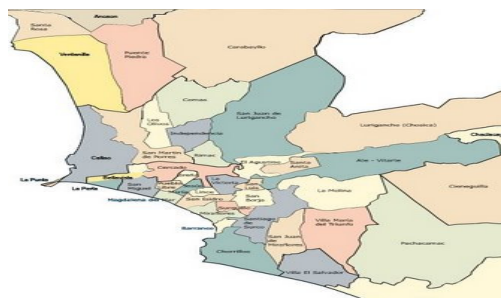 Ancon
Santa
Rosa
Carabayllo
Ventanilla
Puente
Piedra
Comas
San Juan de
Lurigancho
Los
Olivos
Independencia
Lurigancho (Chosica)
Chaclacayo
San Martin
de Porres
Rimac
Callao
El Agustino
Santa
Anita
Ate - Vitarte
Cercado
La Punta
Bellavista
La Perla
San
Miguel
Breña
La
Victoria
Lince
San
Borja
La Molina
Cieneguilla
Magdalena del
San Isidro
Surquillo
Miraflores
Barranco
Santiago
de Surco
San Juan
de
Miraflores
Villa Maria
del Triunfo
Pachacamac
Chorrillos
Villa El Salvador